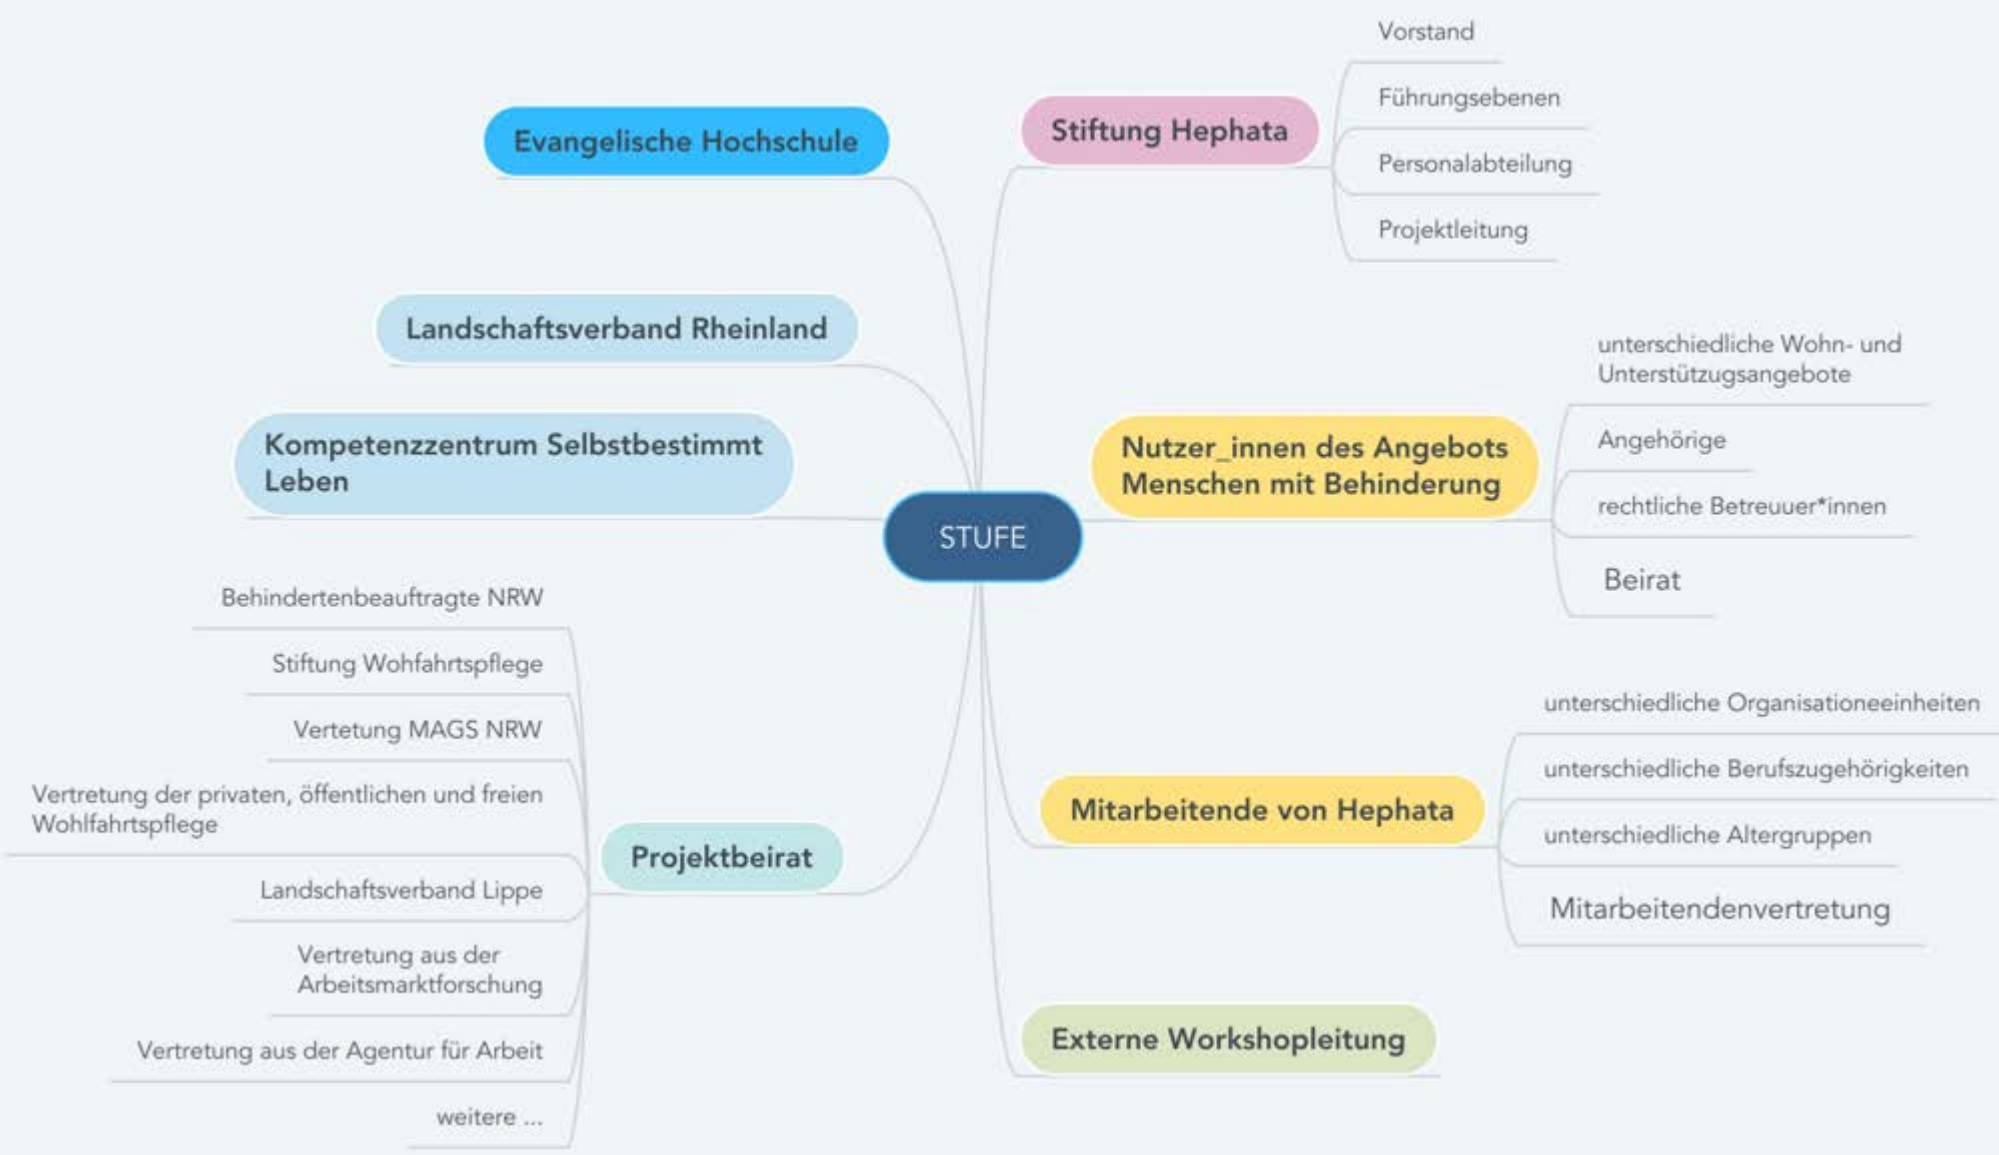 Vorstand
Führungsebenen
Stiftung Hephata
Personalabteilung
Projektleitung
Evangelische Hochschule
Landschaftsverband Rheinland
Kompetenzzentrum Selbstbestimmt
Leben
STUFE
unterschiedliche Wohn- und
Unterstützugsangebote
Angehörige
Nutzer_innen des Angebots
Menschen mit Behinderung
rechtliche Betreuuer*innen
Beirat
Behindertenbeauftragte NRW
Stiftung Wohfahrtspflege
Vertetung MAGS NRW
Vertretung der privaten, öffentlichen und freien
Wohlfahrtspflege
Projektbeirat
Landschaftsverband Lippe
Vertretung aus der
Arbeitsmarktforschung
Vertretung aus der Agentur für Arbeit
weitere ...
unterschiedliche Organisationeeinheiten
unterschiedliche Berufszugehörigkeiten
Mitarbeitende von Hephata
unterschiedliche Altergruppen
Mitarbeitendenvertretung
Externe Workshopleitung